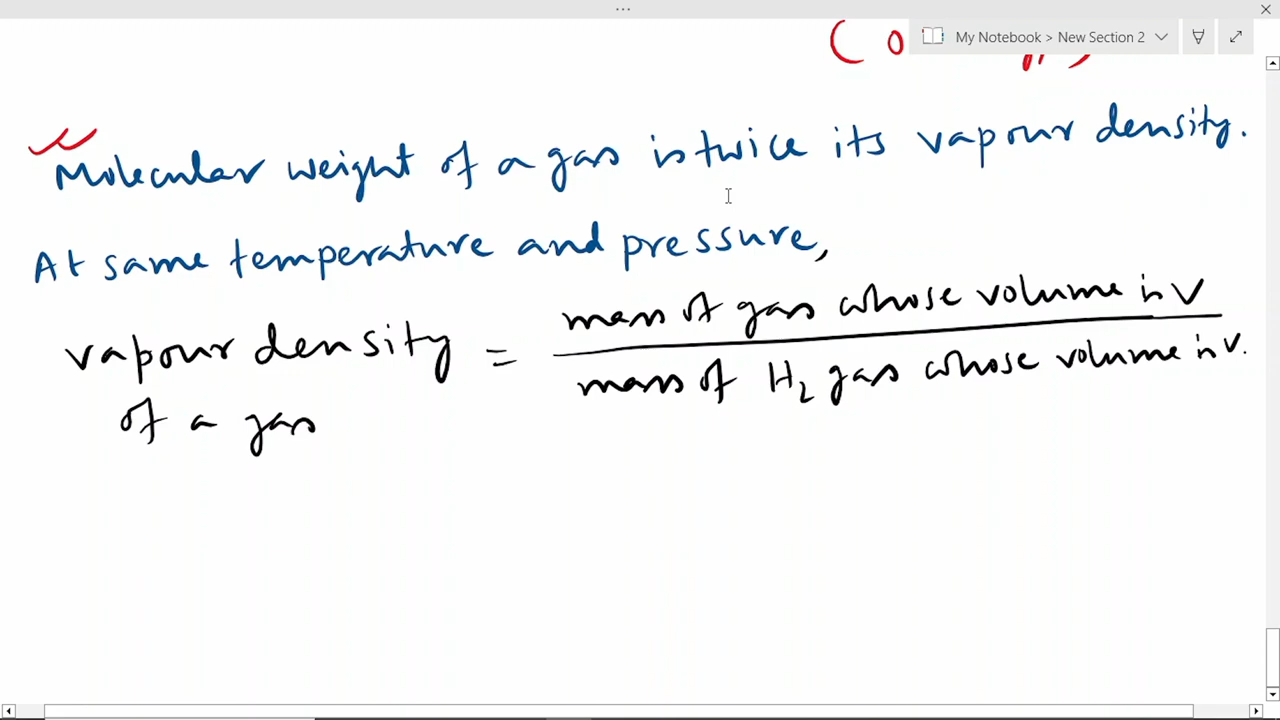 My Notebook > New Section 2
Molecular weight of a gas is twice its vapour density.
At same temperature and pressure,
vapour density of a gas =
mass of gas whose volume is V
mass of H₂ gas whose volume is V.